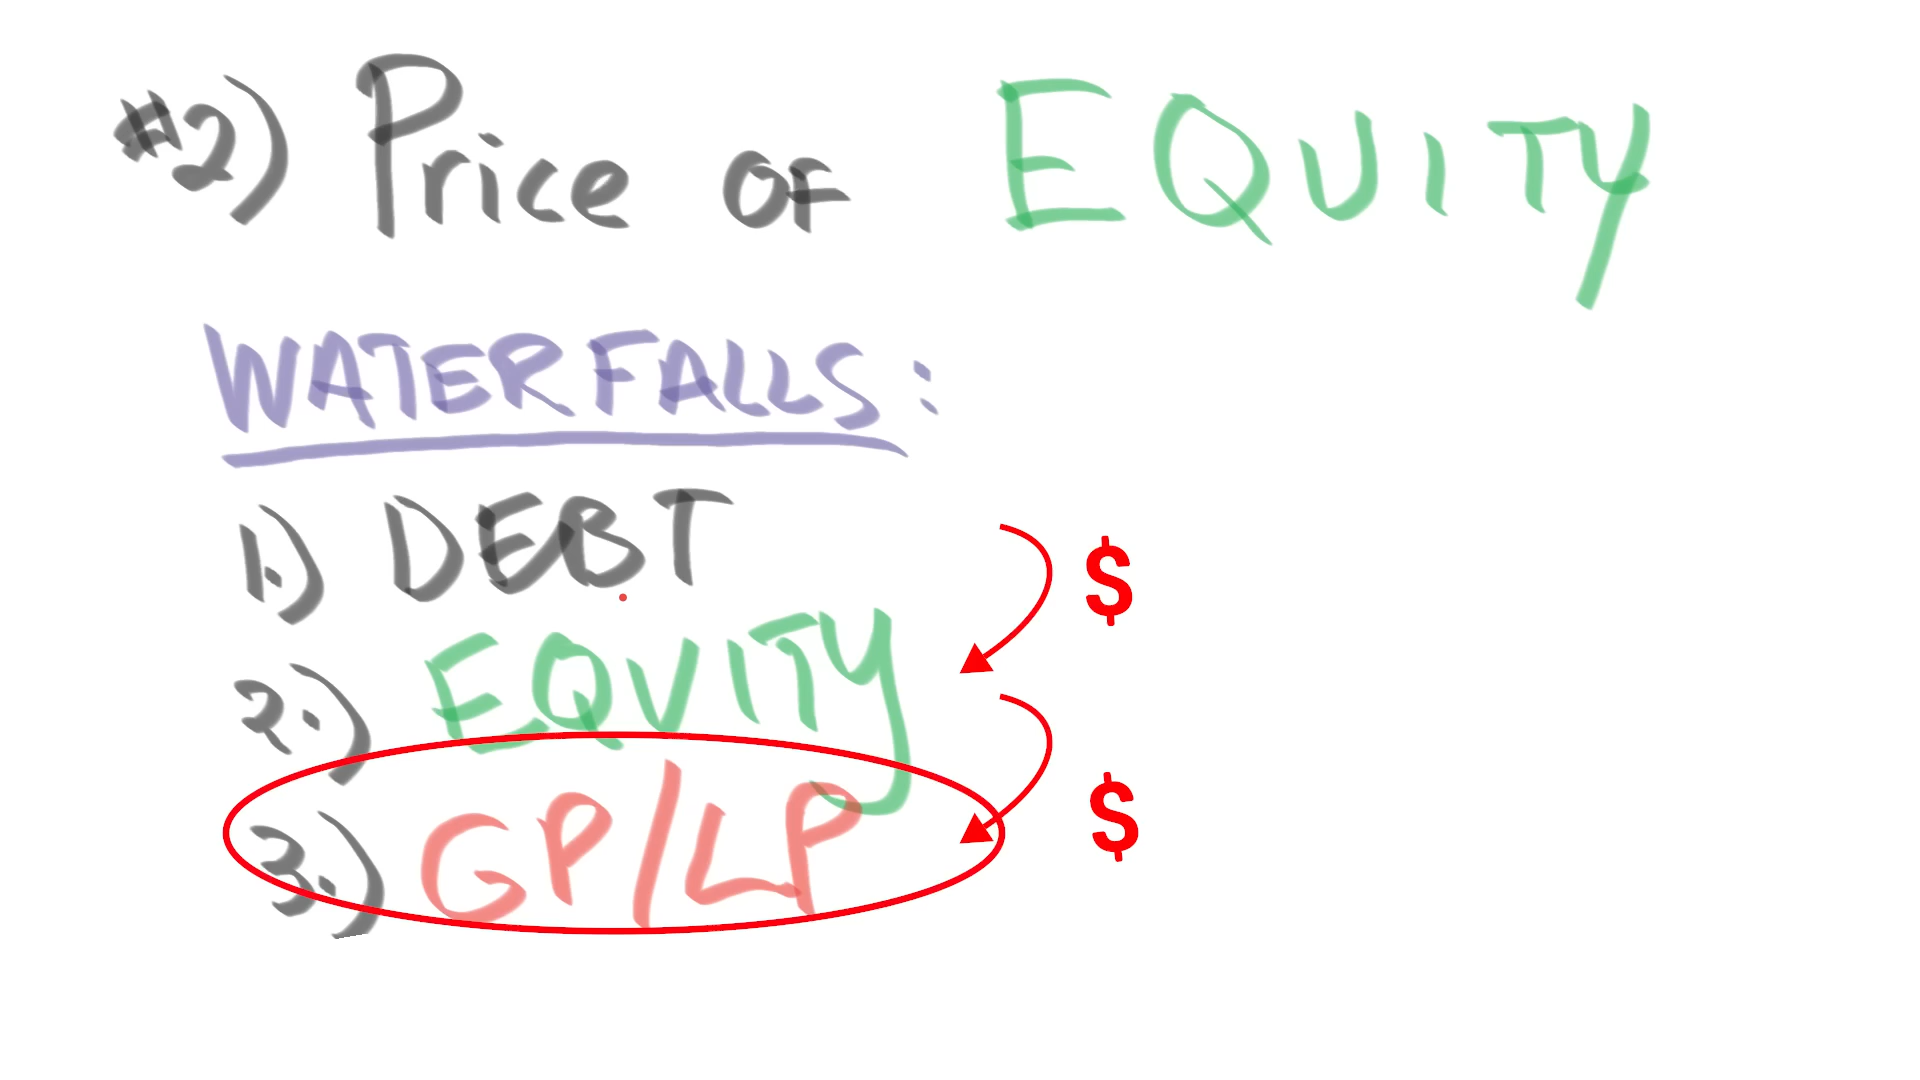 #2) Price of EQUITY
WATERFALLS:
1.) DEBT
$
2.) EQUITY
3.) GP/LP
$